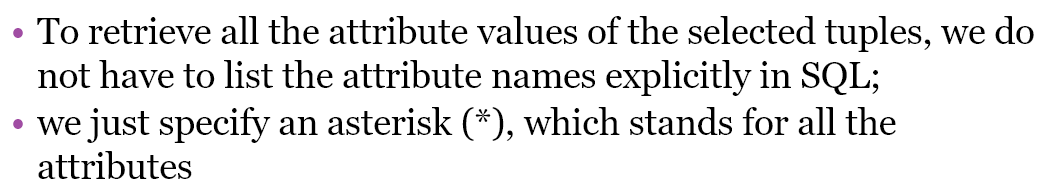 • To retrieve all the attribute values of the selected tuples, we do
not have to list the attribute names explicitly in SQL;
• we just specify an asterisk (*), which stands for all the
attributes